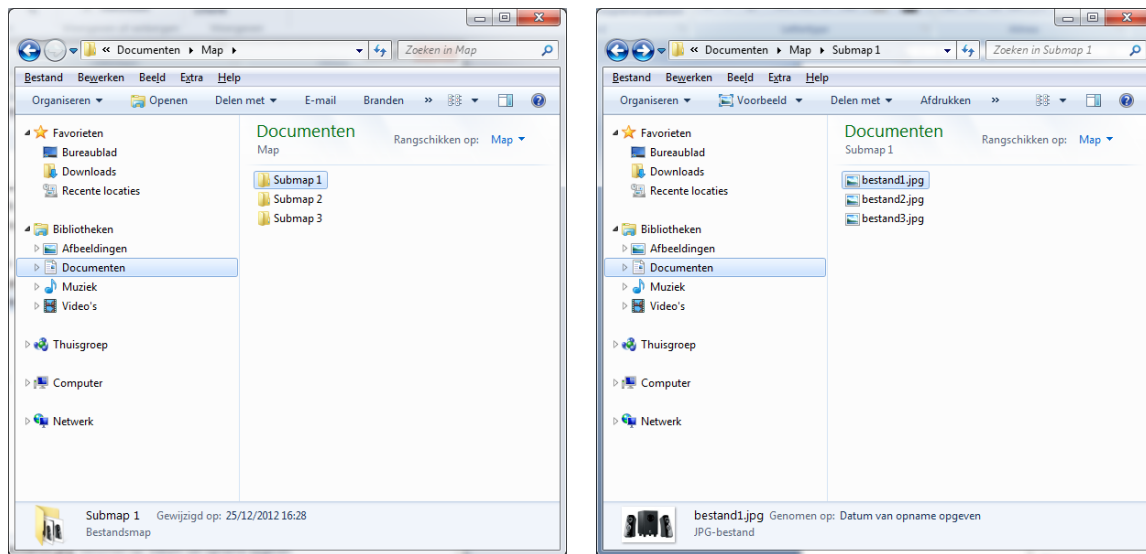 « Documenten Map
Zoeken in Map
Bestand Bewerken Beeld Extra Help
Organiseren Openen Delen met E-mail Branden »
Favorieten
Bureaublad
Downloads
Recente locaties
Bibliotheken
Afbeeldingen
Documenten
Muziek
Video's
Thuisgroep
Computer
Netwerk
Documenten
Map
Rangschikken op: Map
Submap 1
Submap 2
Submap 3
Submap 1 Gewijzigd op: 25/12/2012 16:28
Bestandsmap
« Documenten Map Submap 1
Zoeken in Submap 1
Bestand Bewerken Beeld Extra Help
Organiseren Voorbeeld Delen met Afdrukken »
Favorieten
Bureaublad
Downloads
Recente locaties
Bibliotheken
Afbeeldingen
Documenten
Muziek
Video's
Thuisgroep
Computer
Netwerk
Documenten
Submap 1
Rangschikken op: Map
bestand1.jpg
bestand2.jpg
bestand3.jpg
bestand1.jpg Genomen op: Datum van opname opgeven
JPG-bestand